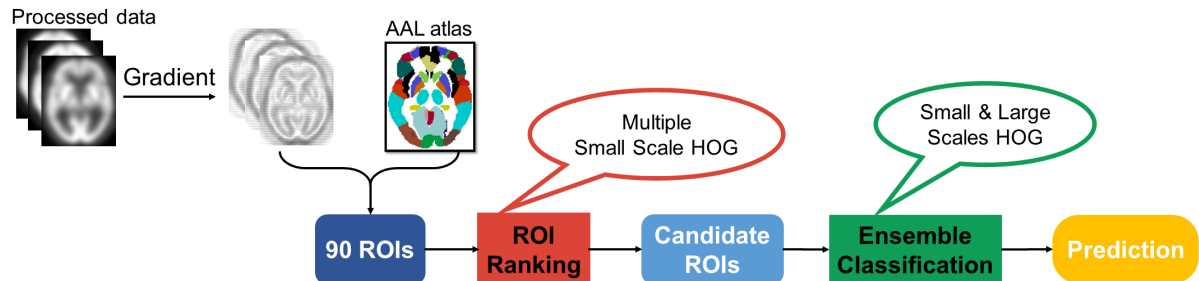 Processed data
Gradient
AAL atlas
Multiple
Small Scale HOG
Small & Large
Scales HOG
90 ROIs
ROI
Ranking
Candidate
ROIs
Ensemble
Classification
Prediction